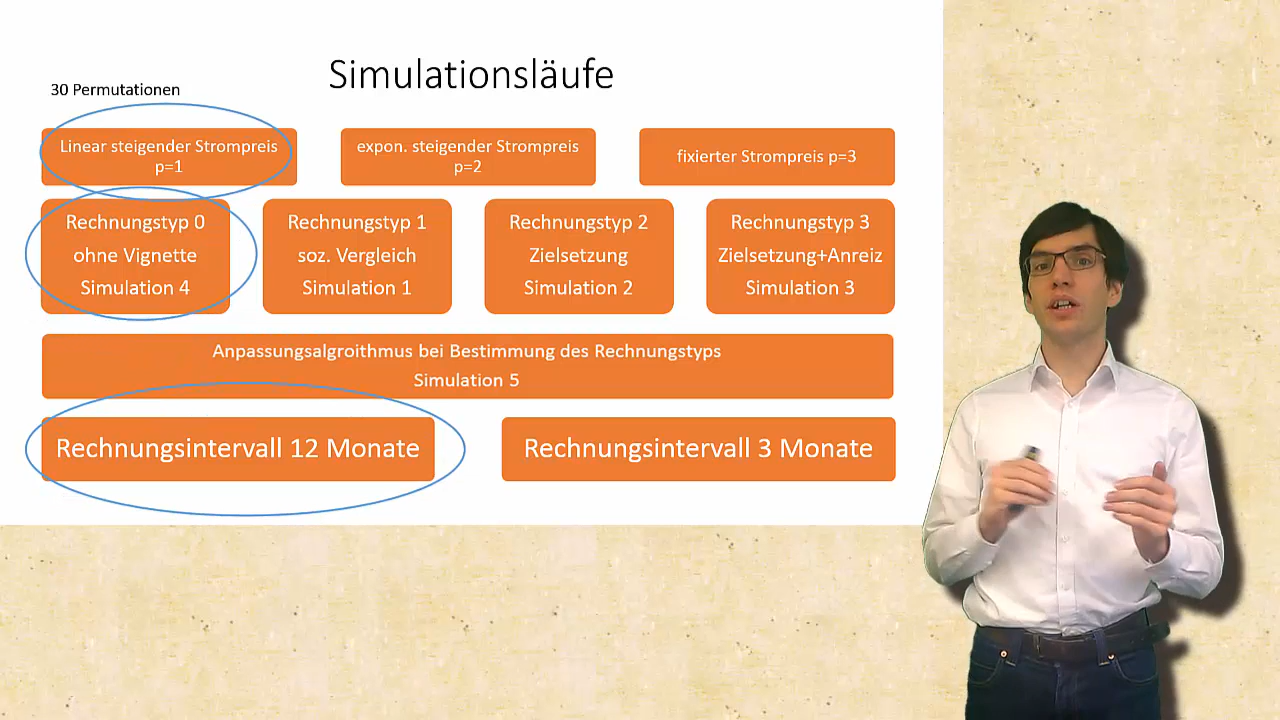 Simulationsläufe
30 Permutationen
Linear steigender Strompreis
p=1
expon. steigender Strompreis
p=2
fixierter Strompreis p=3
Rechnungstyp 0
ohne Vignette
Simulation 4
Rechnungstyp 1
soz. Vergleich
Simulation 1
Rechnungstyp 2
Zielsetzung
Simulation 2
Rechnungstyp 3
Zielsetzung+Anreiz
Simulation 3
Anpassungsalgroithmus bei Bestimmung des Rechnungstyps
Simulation 5
Rechnungsintervall 12 Monate
Rechnungsintervall 3 Monate